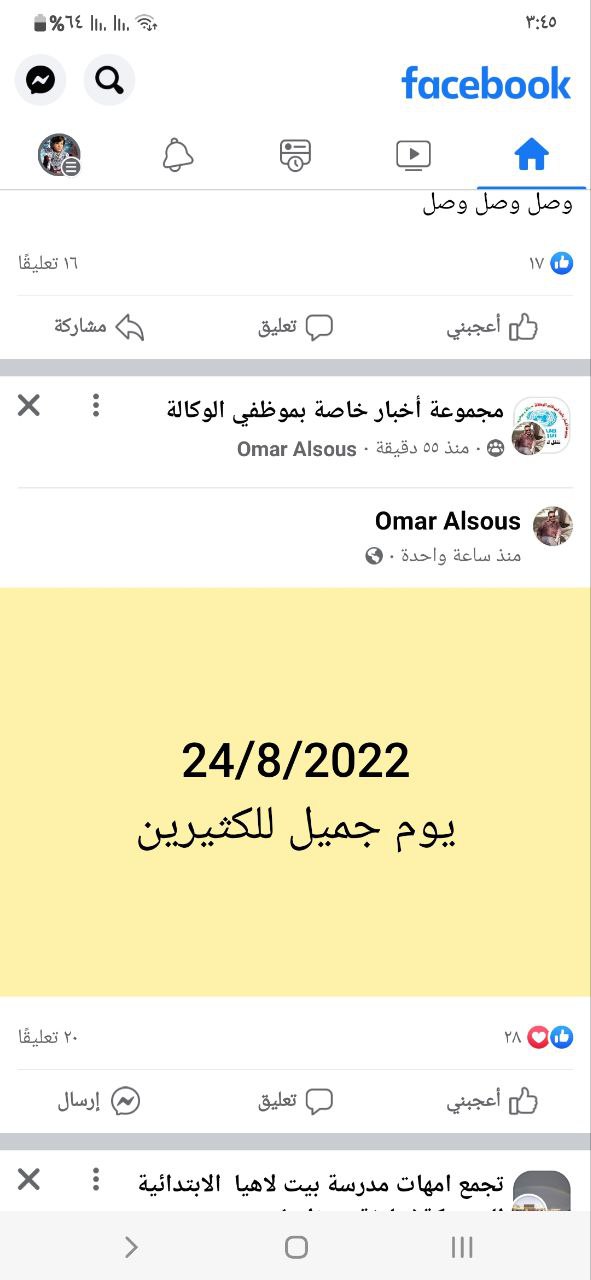 %٦٤ ٣:٤٥
facebook
وصل وصل وصل
١٧ ١٦ تعليقًا
أعجبني تعليق مشاركة
مجموعة أخبار خاصة بموظفي الوكالة
منذ ٥٥ دقيقة · Omar Alsous
Omar Alsous
منذ ساعة واحدة ·
24/8/2022
يوم جميل للكثيرين
٢٨ ٢٠ تعليقًا
أعجبني تعليق إرسال
تجمع امهات مدرسة بيت لاهيا الابتدائية